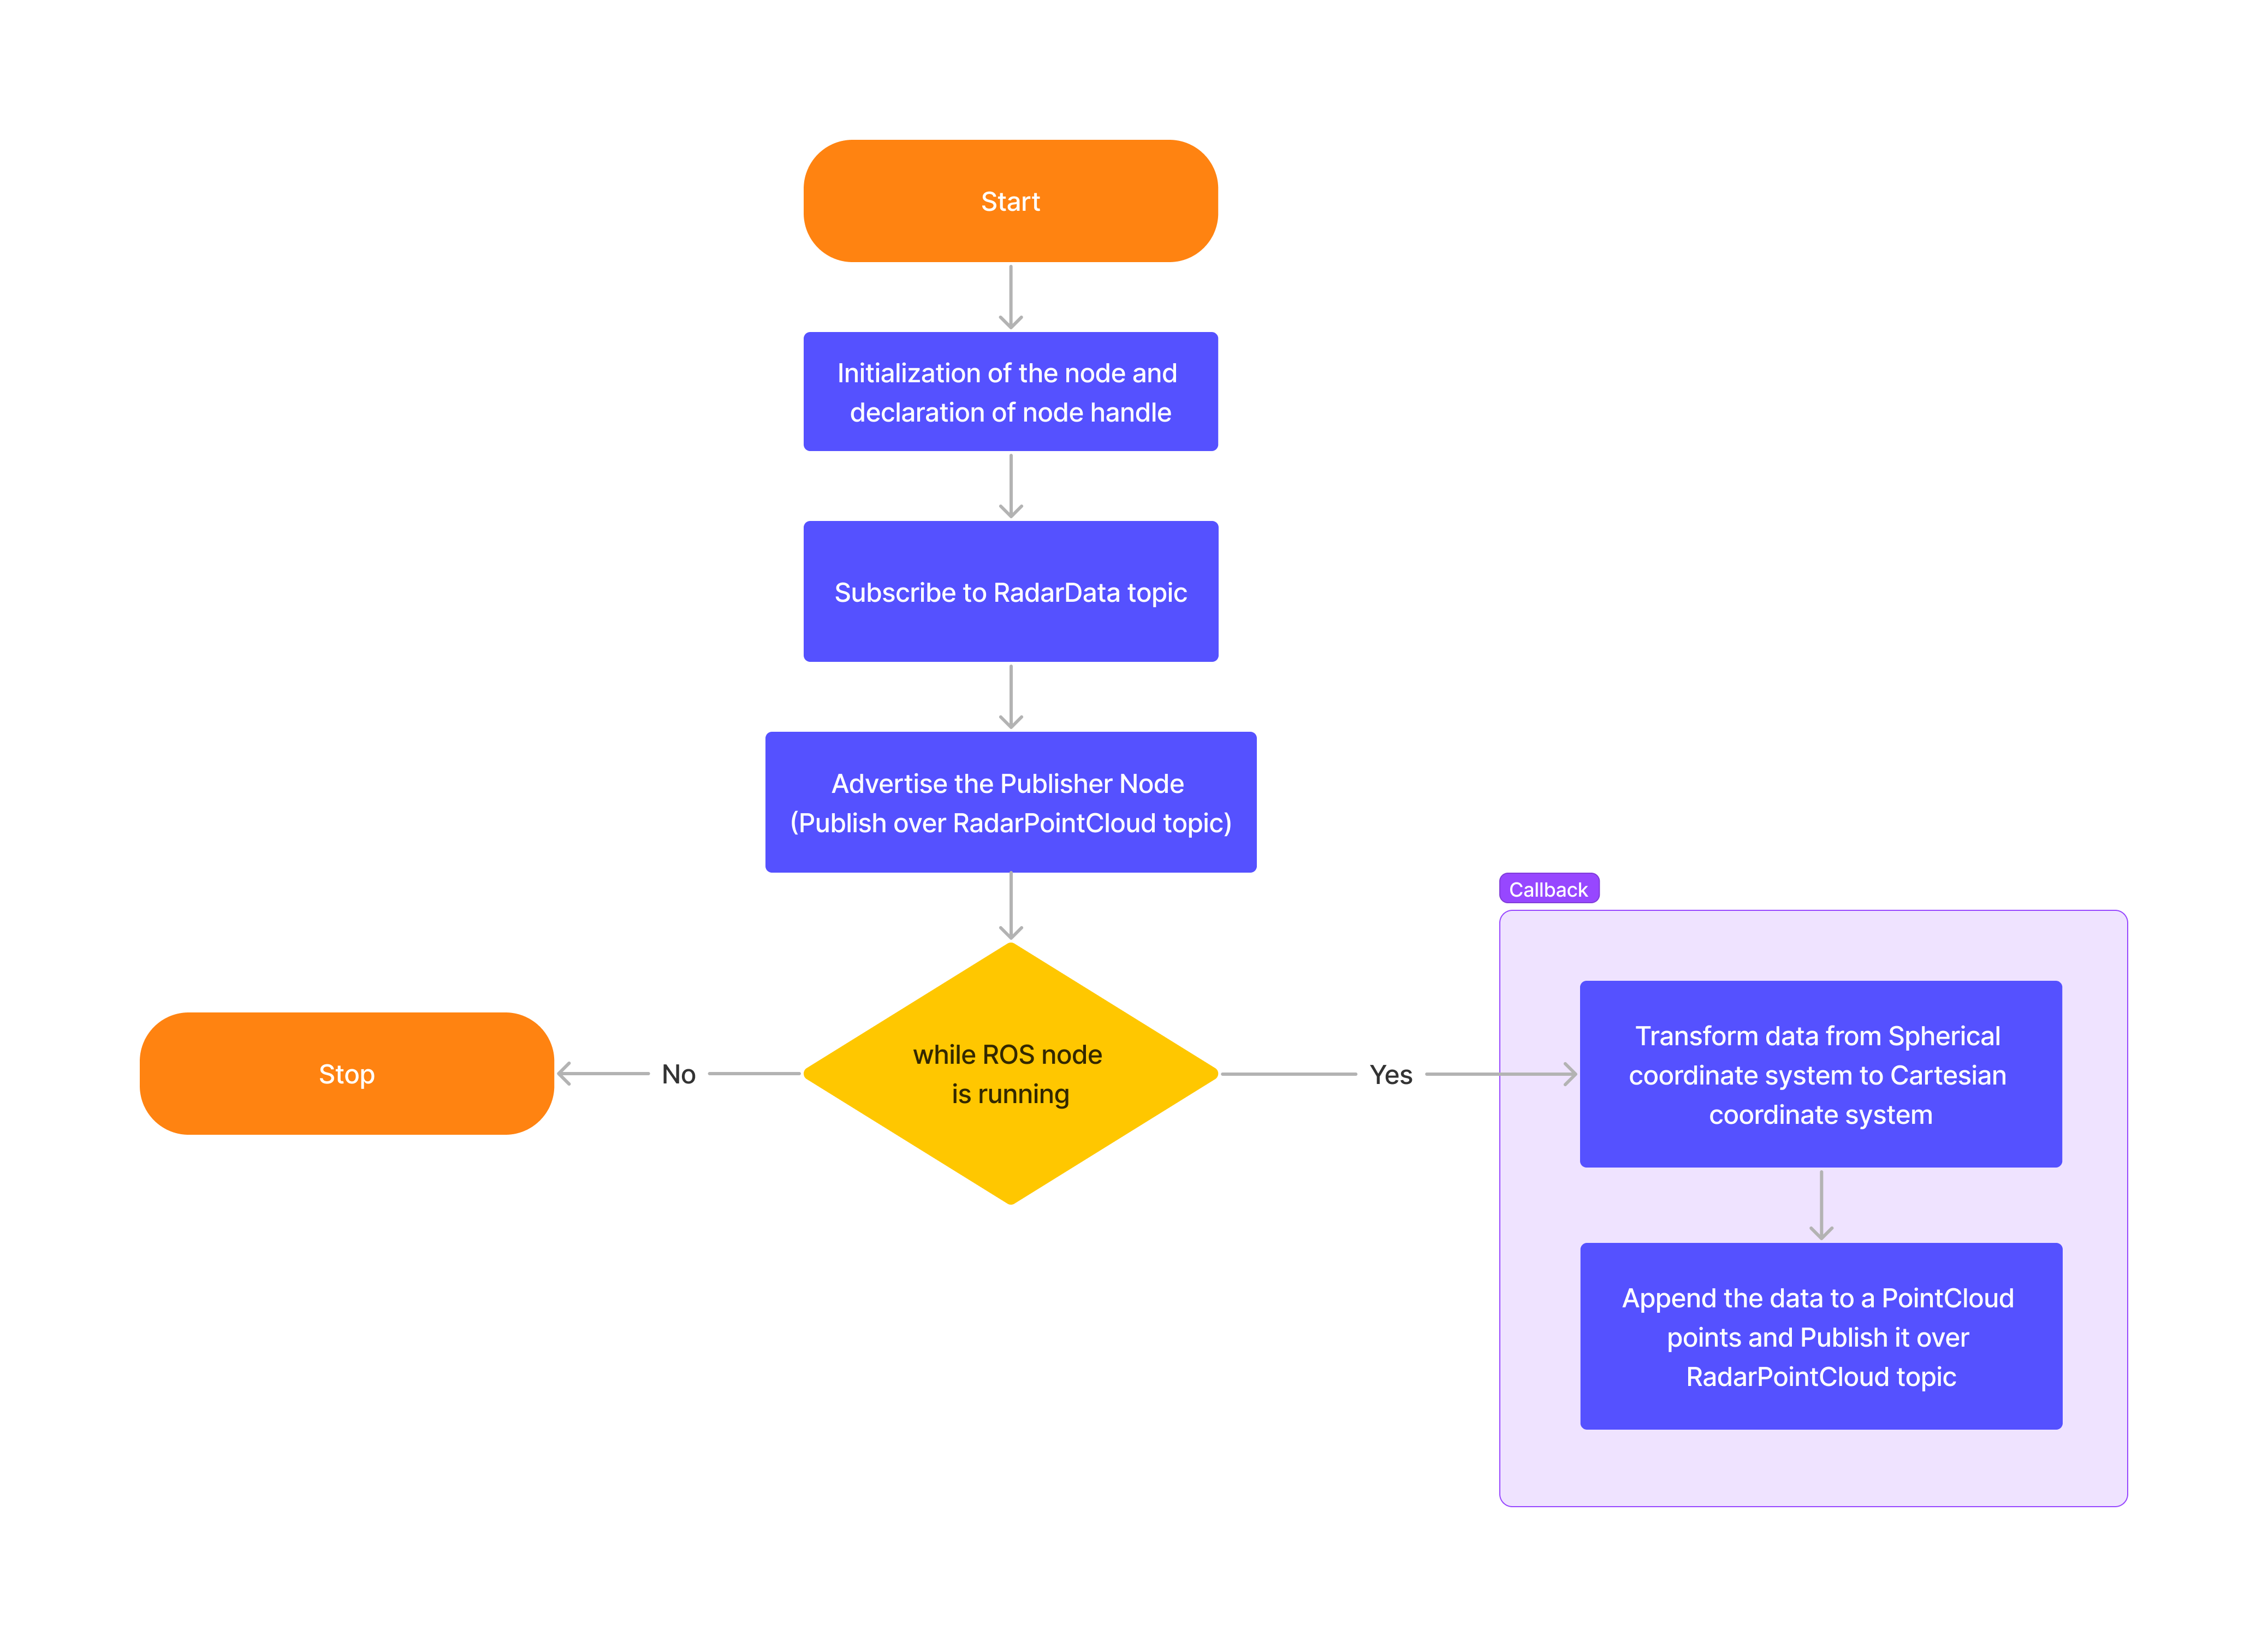 Start
Initialization of the node and
declaration of node handle
Subscribe to RadarData topic
Advertise the Publisher Node
(Publish over RadarPointCloud topic)
while ROS node
is running
No
Stop
Yes
Callback
Transform data from Spherical
coordinate system to Cartesian
coordinate system
Append the data to a PointCloud
points and Publish it over
RadarPointCloud topic